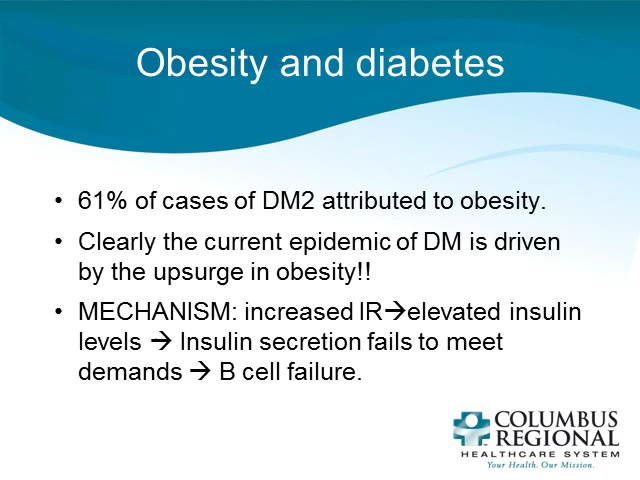 Obesity and diabetes
• 61% of cases of DM2 attributed to obesity.
• Clearly the current epidemic of DM is driven
by the upsurge in obesity!!
• MECHANISM: increased IR→elevated insulin
levels → Insulin secretion fails to meet
demands → B cell failure.
COLUMBUS
REGIONAL
HEALTHCARE SYSTEM
Your Health. Our Mission.